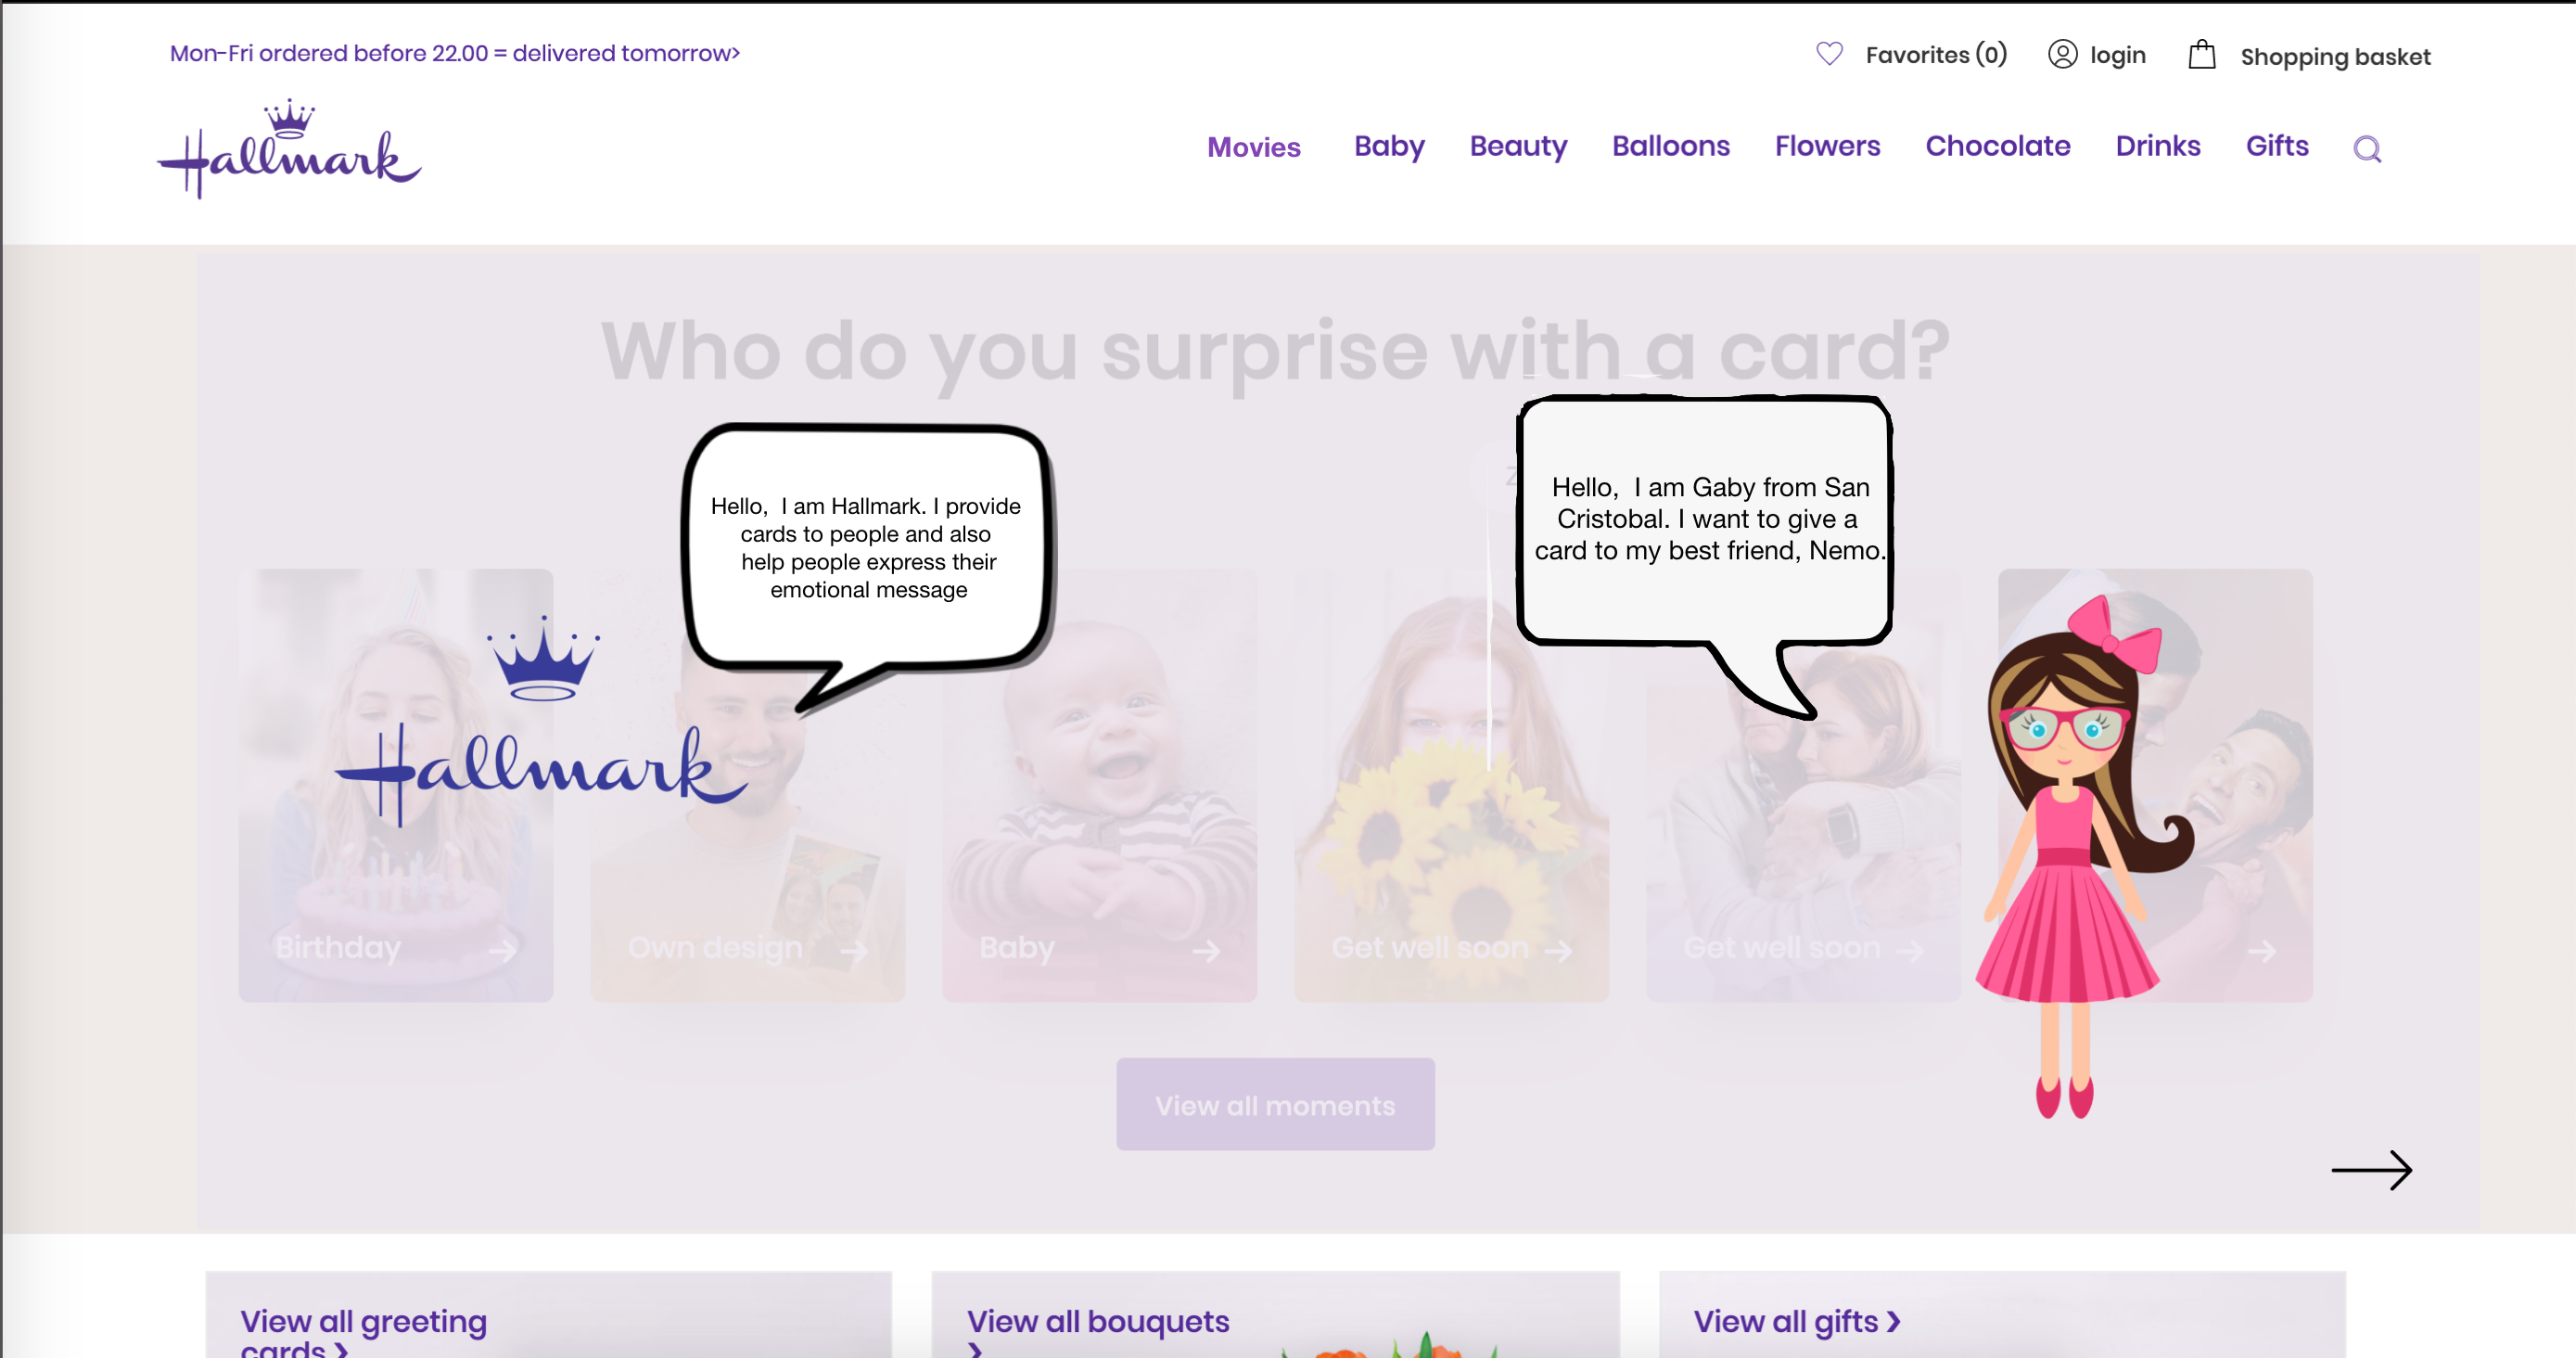 Mon-Fri ordered before 22.00 = delivered tomorrow>
Favorites (0) login Shopping basket
Hallmark
Movies Baby Beauty Balloons Flowers Chocolate Drinks Gifts
Who do you surprise with a card?
Hello, I am Hallmark. I provide
cards to people and also
help people express their
emotional message
Hello, I am Gaby from San
Cristobal. I want to give a
card to my best friend, Nemo.
Hallmark
Birthday
Own design
Baby
Get well soon
Get well soon
View all moments
View all greeting
cards >
View all bouquets
>
View all gifts >